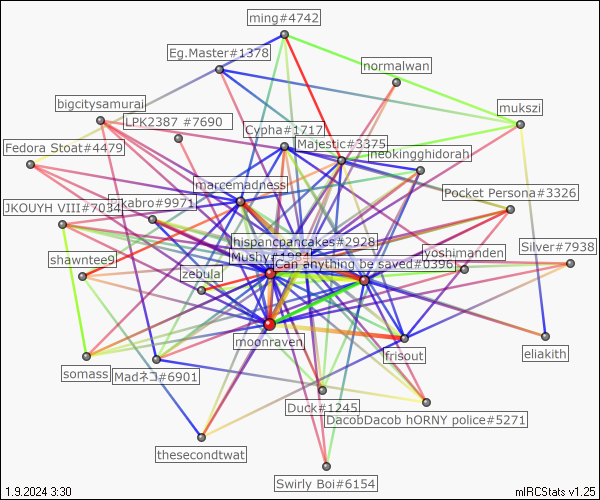 ming#4742
Eg.Master#1378
normalwan
bigcitysamurai
mukszi
LPK2387 #7690
Cypha#1717
Majestic#3375
Fedora Stoat#4479
neokingghidorah
marcemadness
Pocket Persona#3326
JKOUYH VIII#7034
kabro#9971
hispancpancakes#2928
yoshimanden
Silver#7938
shawntee9
Mushy#1984
Can anything be saved#0396
zebula
moonraven
frisout
eliakith
somass
Madネコ#6901
Duck#1245
DacobDacob hORNY police#5271
thesecondtwat
Swirly Boi#6154
1.9.2024 3:30
mIRCStats v1.25